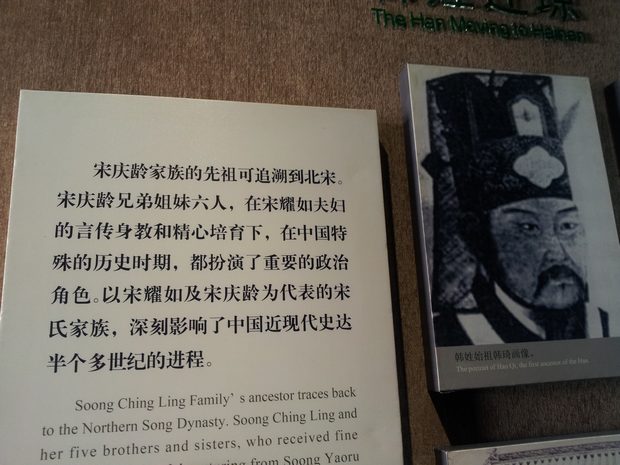 The Han Moving to Hainan
宋庆龄家族的先祖可追溯到北宋。
宋庆龄兄弟姐妹六人，在宋耀如夫妇
的言传身教和精心培育下，在中国特
殊的历史时期，都扮演了重要的政治
角色。以宋耀如及宋庆龄为代表的宋
氏家族，深刻影响了中国近现代史达
半个多世纪的进程。
Soong Ching Ling Family’ s ancestor traces back
to the Northern Song Dynasty. Soong Ching Ling and
her five brothers and sisters, who received fine
from Soong Yaoru
韩姓始祖韩琦画像。
The portrait of Han Qi, the first ancestor of the Han.